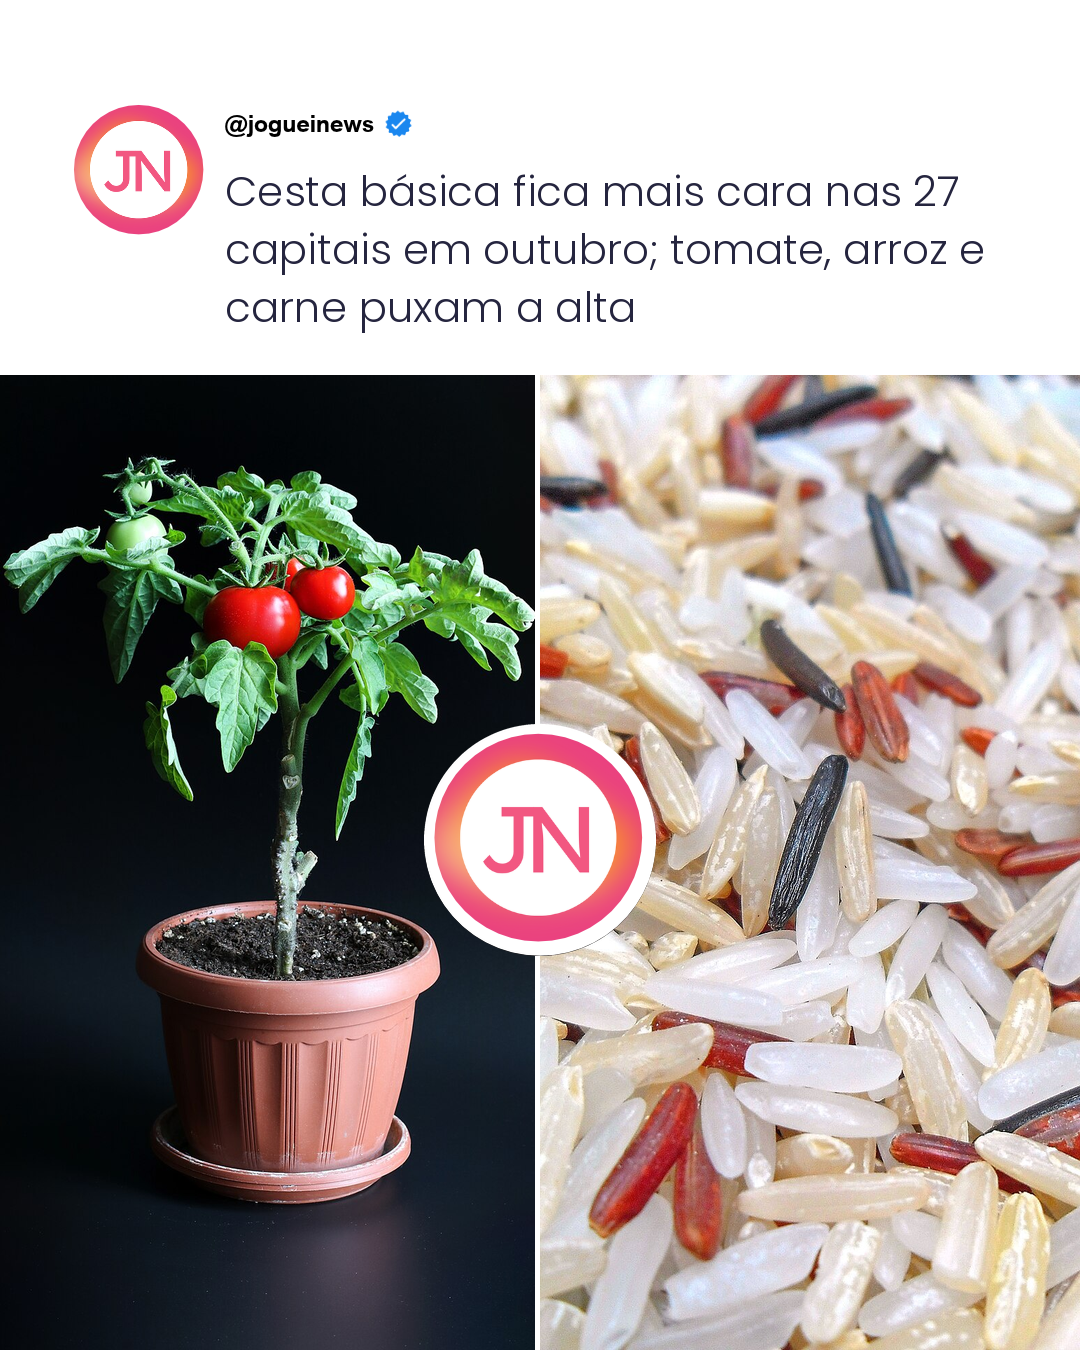 JN
@jogueinews
Cesta básica fica mais cara nas 27
capitais em outubro; tomate, arroz e
carne puxam a alta
JN